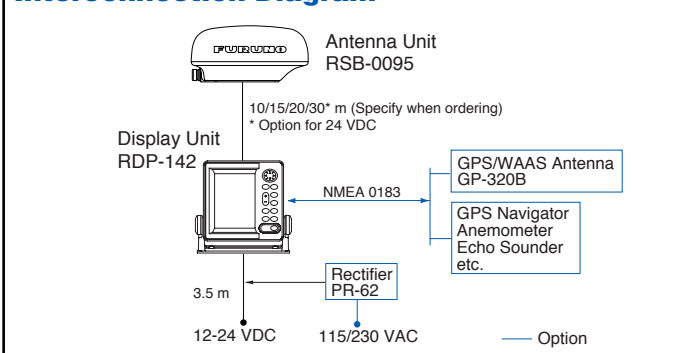 Interconnection Diagram
FURUNO
Antenna Unit
RSB-0095
10/15/20/30* m (Specify when ordering)
* Option for 24 VDC
Display Unit
RDP-142
NMEA 0183
GPS/WAAS Antenna
GP-320B
GPS Navigator
Anemometer
Echo Sounder
etc.
Rectifier
PR-62
3.5 m
12-24 VDC
115/230 VAC
Option